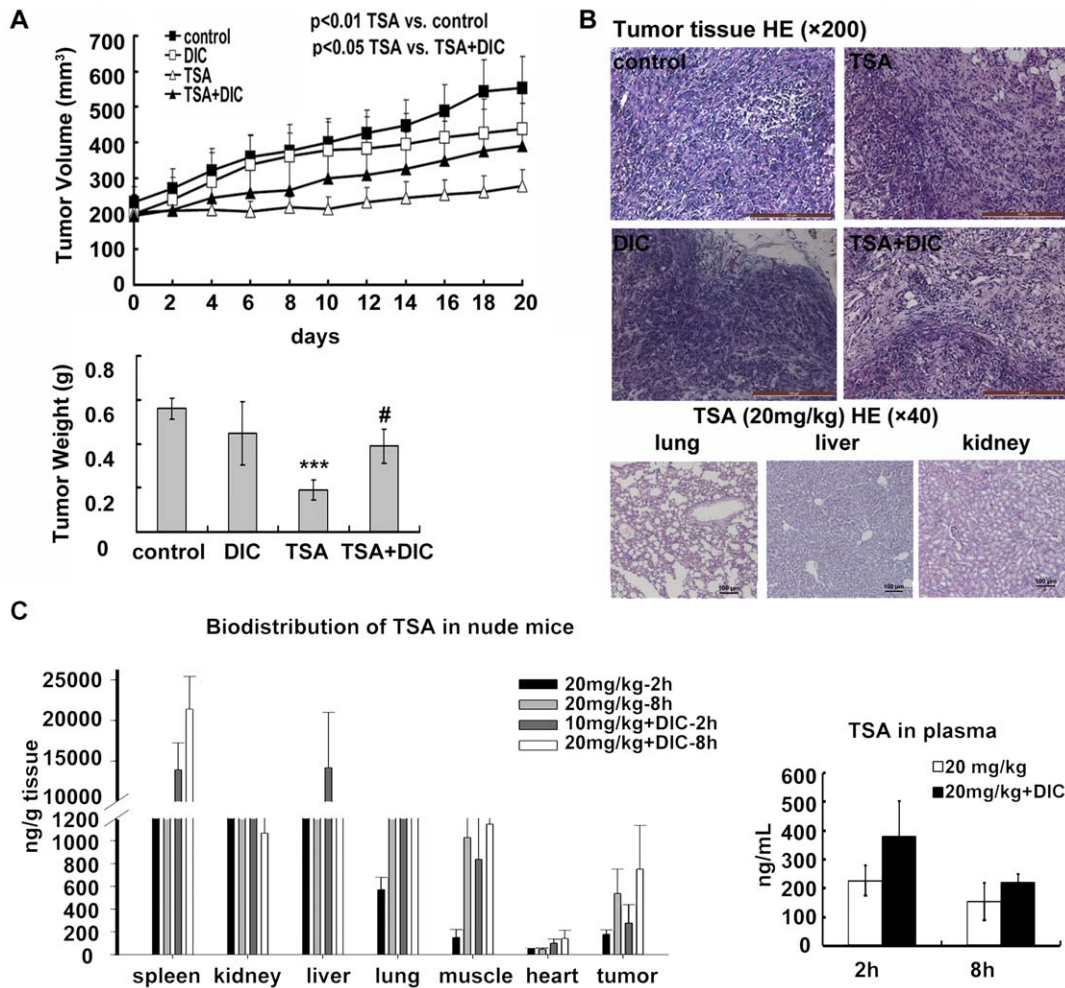 A
p<0.01 TSA vs. control
p<0.05 TSA vs. TSA+DIC
control
DIC
TSA
TSA+DIC
Tumor Volume (mm³)
700
600
500
400
300
200
100
0
0 2 4 6 8 10 12 14 16 18 20
days
Tumor Weight (g)
0.8
0.6
0.4
0.2
0
***
#
control DIC TSA TSA+DIC
B
Tumor tissue HE (×200)
control
TSA
DIC
TSA+DIC
TSA (20mg/kg) HE (×40)
lung liver kidney
100 μm
100 μm
100 μm
C
Biodistribution of TSA in nude mice
ng/g tissue
25000
20000
15000
10000
1200
1000
800
600
400
200
0
20mg/kg-2h
20mg/kg-8h
10mg/kg+DIC-2h
20mg/kg+DIC-8h
spleen kidney liver lung muscle heart tumor
TSA in plasma
20 mg/kg
20mg/kg+DIC
ng/mL
600
500
400
300
200
100
0
2h 8h